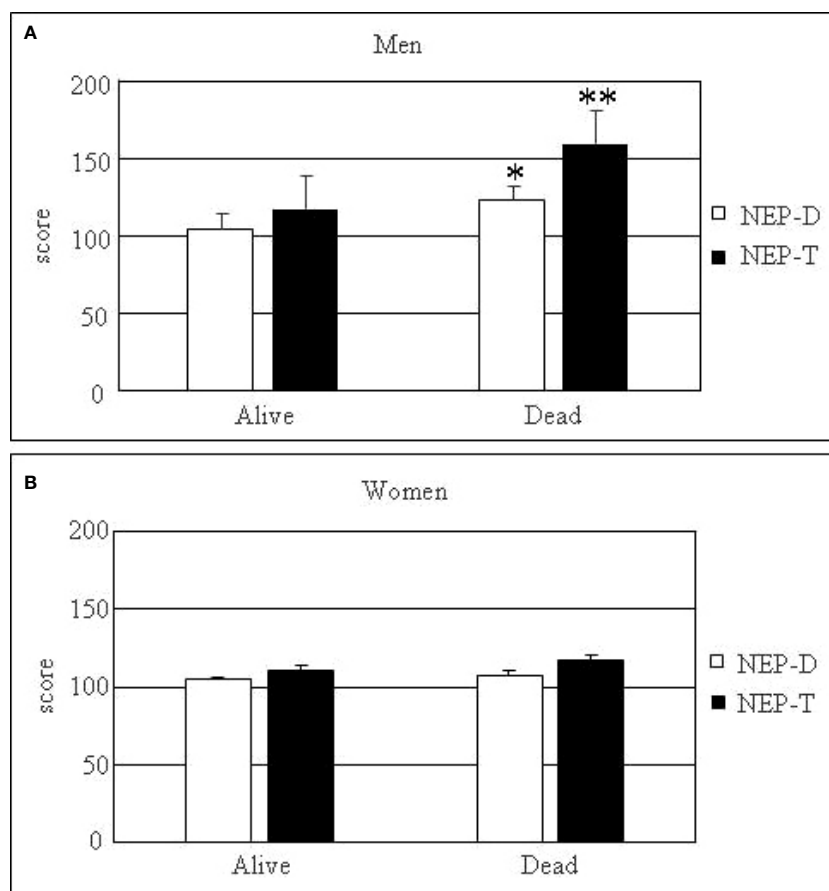 A
Men
200
150
100
50
0
score
*
**
Alive
Dead
NEP-D
NEP-T
B
Women
200
150
100
50
0
score
Alive
Dead
NEP-D
NEP-T